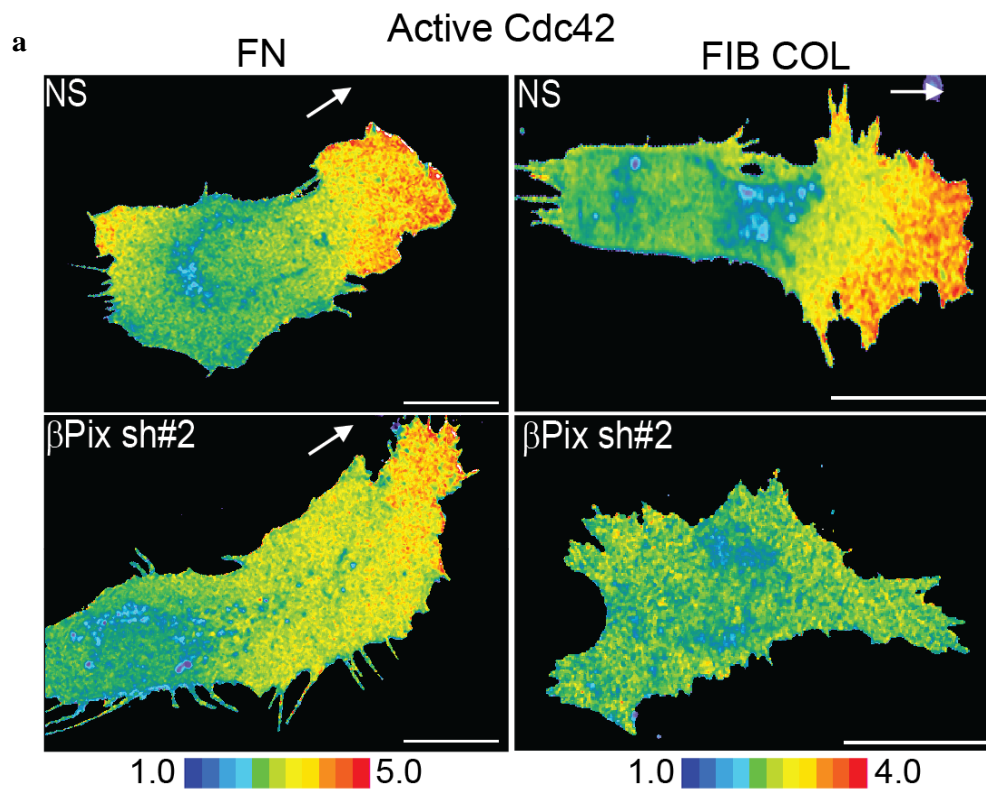 a
Active Cdc42
FN
FIB COL
NS
NS
βPix sh#2
βPix sh#2
1.0 5.0
1.0 4.0